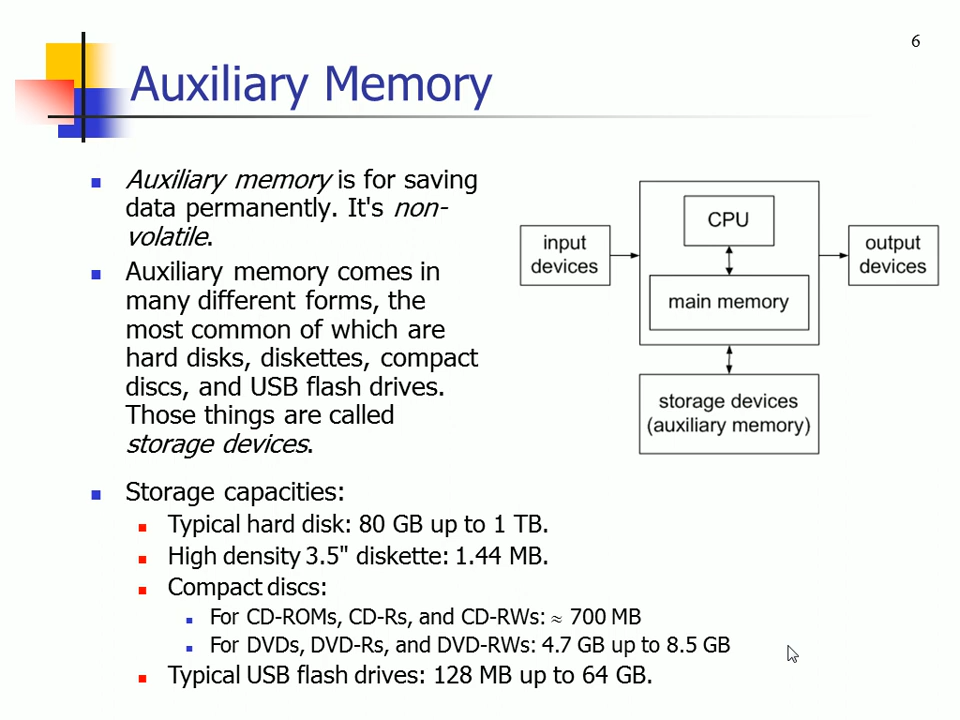 6
Auxiliary Memory
Auxiliary memory is for saving
data permanently. It's non-
volatile.
Auxiliary memory comes in
many different forms, the
most common of which are
hard disks, diskettes, compact
discs, and USB flash drives.
Those things are called
storage devices.
input
devices
CPU
main memory
output
devices
storage devices
(auxiliary memory)
Storage capacities:
Typical hard disk: 80 GB up to 1 TB.
High density 3.5" diskette: 1.44 MB.
Compact discs:
For CD-ROMs, CD-Rs, and CD-RWs: ≈ 700 MB
For DVDs, DVD-Rs, and DVD-RWs: 4.7 GB up to 8.5 GB
Typical USB flash drives: 128 MB up to 64 GB.